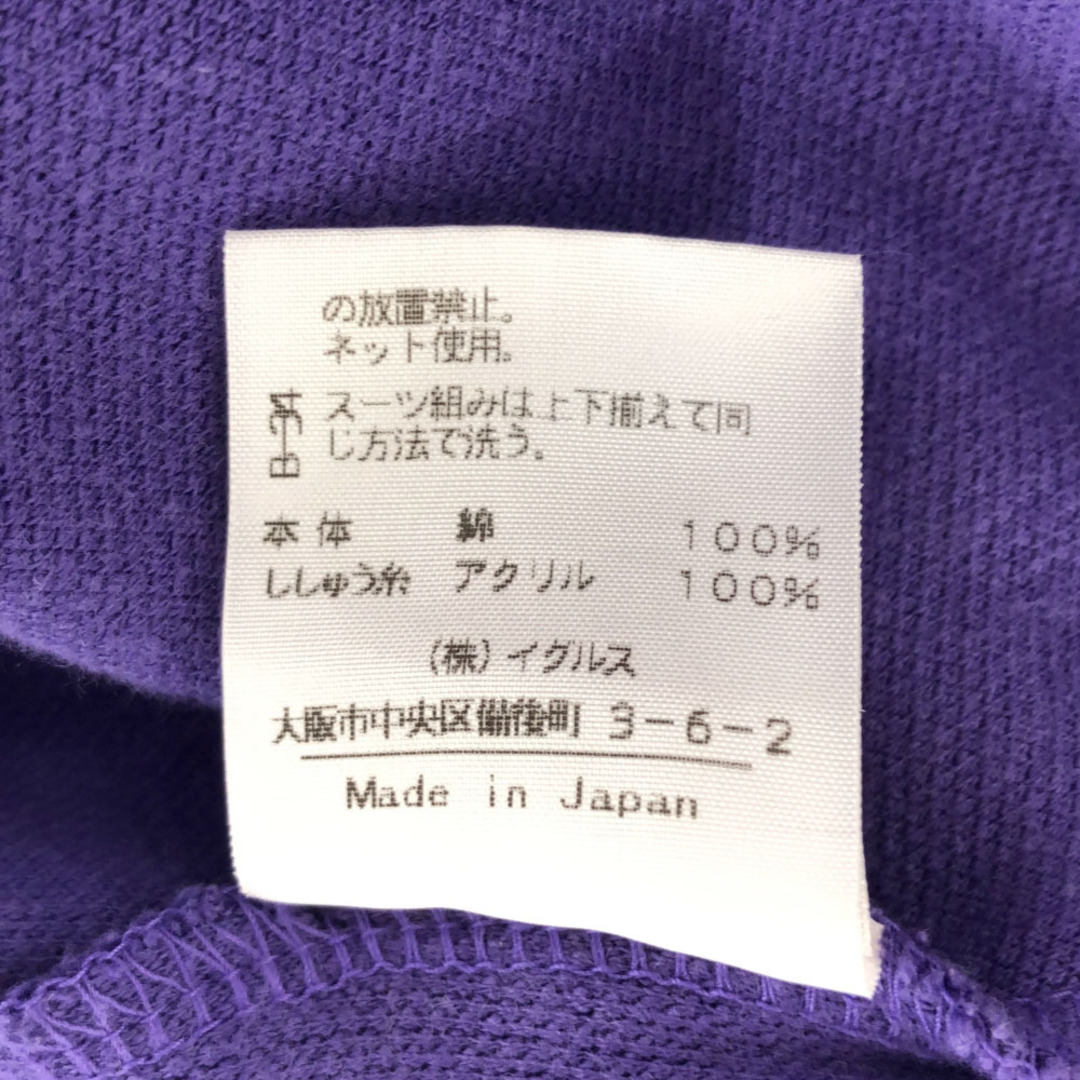 の放置禁止。
ネット使用。
スーツ組みは上下揃えて同
じ方法で洗う。
本体 綿 100%
ししゅう糸 アクリル 100%
(株)イグルス
大阪市中央区備後町 3-6-2
Made in Japan